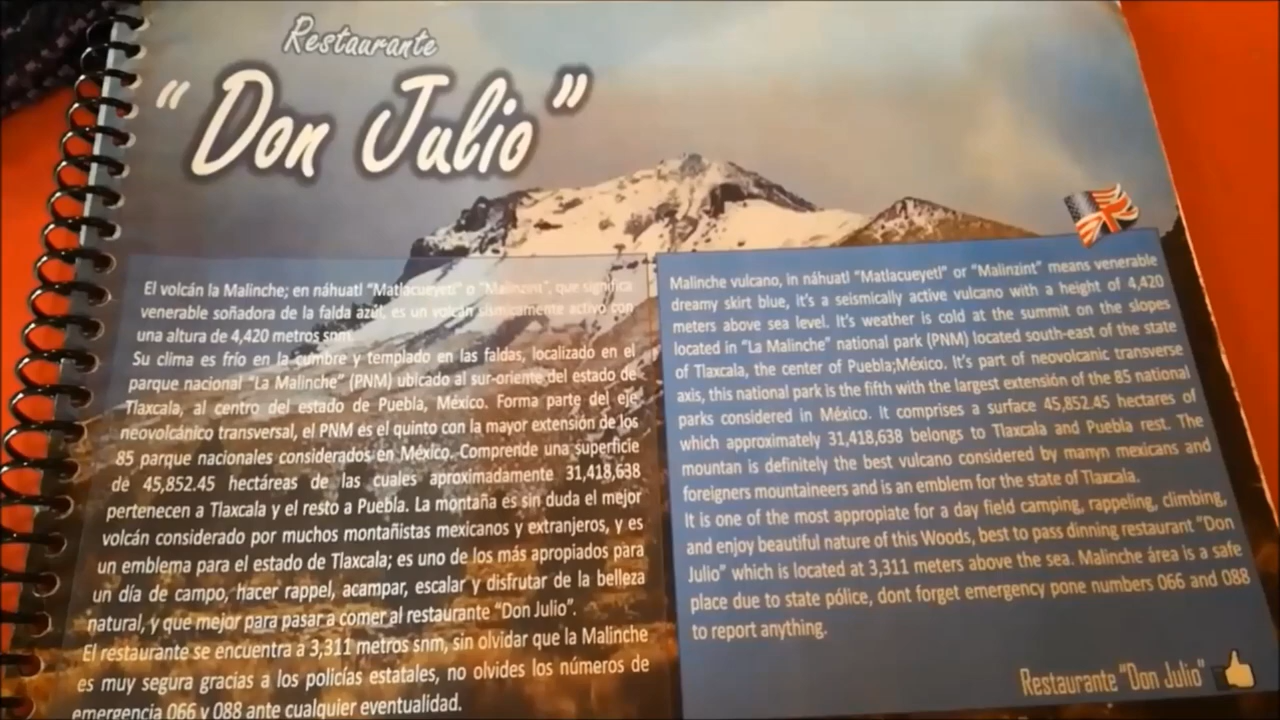 Restaurante
“Don Julio”
El volcán la Malinche; en náhuatl “Matlacueyetl” o “Malinzint”, que significa
venerable soñadora de la falda azul, es un volcán sísmicamente activo con
una altura de 4,420 metros snm.
Su clima es frío en la cumbre y templado en las faldas, localizado en el
parque nacional “La Malinche” (PNM) ubicado al sur-oriente del estado de
Tlaxcala, al centro del estado de Puebla, México. Forma parte del eje
neovolcánico transversal, el PNM es el quinto con la mayor extensión de los
85 parque nacionales considerados en México. Comprende una superficie
de 45,852.45 hectáreas de las cuales aproximadamente 31,418,638
pertenecen a Tlaxcala y el resto a Puebla. La montaña es sin duda el mejor
volcán considerado por muchos montañistas mexicanos y extranjeros, y es
un emblema para el estado de Tlaxcala; es uno de los más apropiados para
un día de campo, hacer rappel, acampar, escalar y disfrutar de la belleza
natural, y que mejor para pasar a comer al restaurante “Don Julio”.
El restaurante se encuentra a 3,311 metros snm, sin olvidar que la Malinche
es muy segura gracias a los policías estatales, no olvides los números de
emergencia 066 y 088 ante cualquier eventualidad.
Malinche vulcano, in náhuatl “Matlacueyetl” or “Malinzint” means venerable
dreamy skirt blue, it’s a seismically active vulcano with a height of 4,420
meters above sea level. It’s weather is cold at the summit on the slopes
located in “La Malinche” national park (PNM) located south-east of the state
of Tlaxcala, the center of Puebla;México. It’s part of neovolcanic transverse
axis, this national park is the fifth with the largest extensión of the 85 national
parks considered in México. It comprises a surface 45,852.45 hectares of
which approximately 31,418,638 belongs to Tlaxcala and Puebla rest. The
mountan is definitely the best vulcano considered by manyn mexicans and
foreigners mountaineers and is an emblem for the state of Tlaxcala.
It is one of the most appropiate for a day field camping, rappeling, climbing,
and enjoy beautiful nature of this Woods, best to pass dinning restaurant “Don
Julio” which is located at 3,311 meters above the sea. Malinche área is a safe
place due to state pólice, dont forget emergency pone numbers 066 and 088
to report anything.
Restaurante “Don Julio”